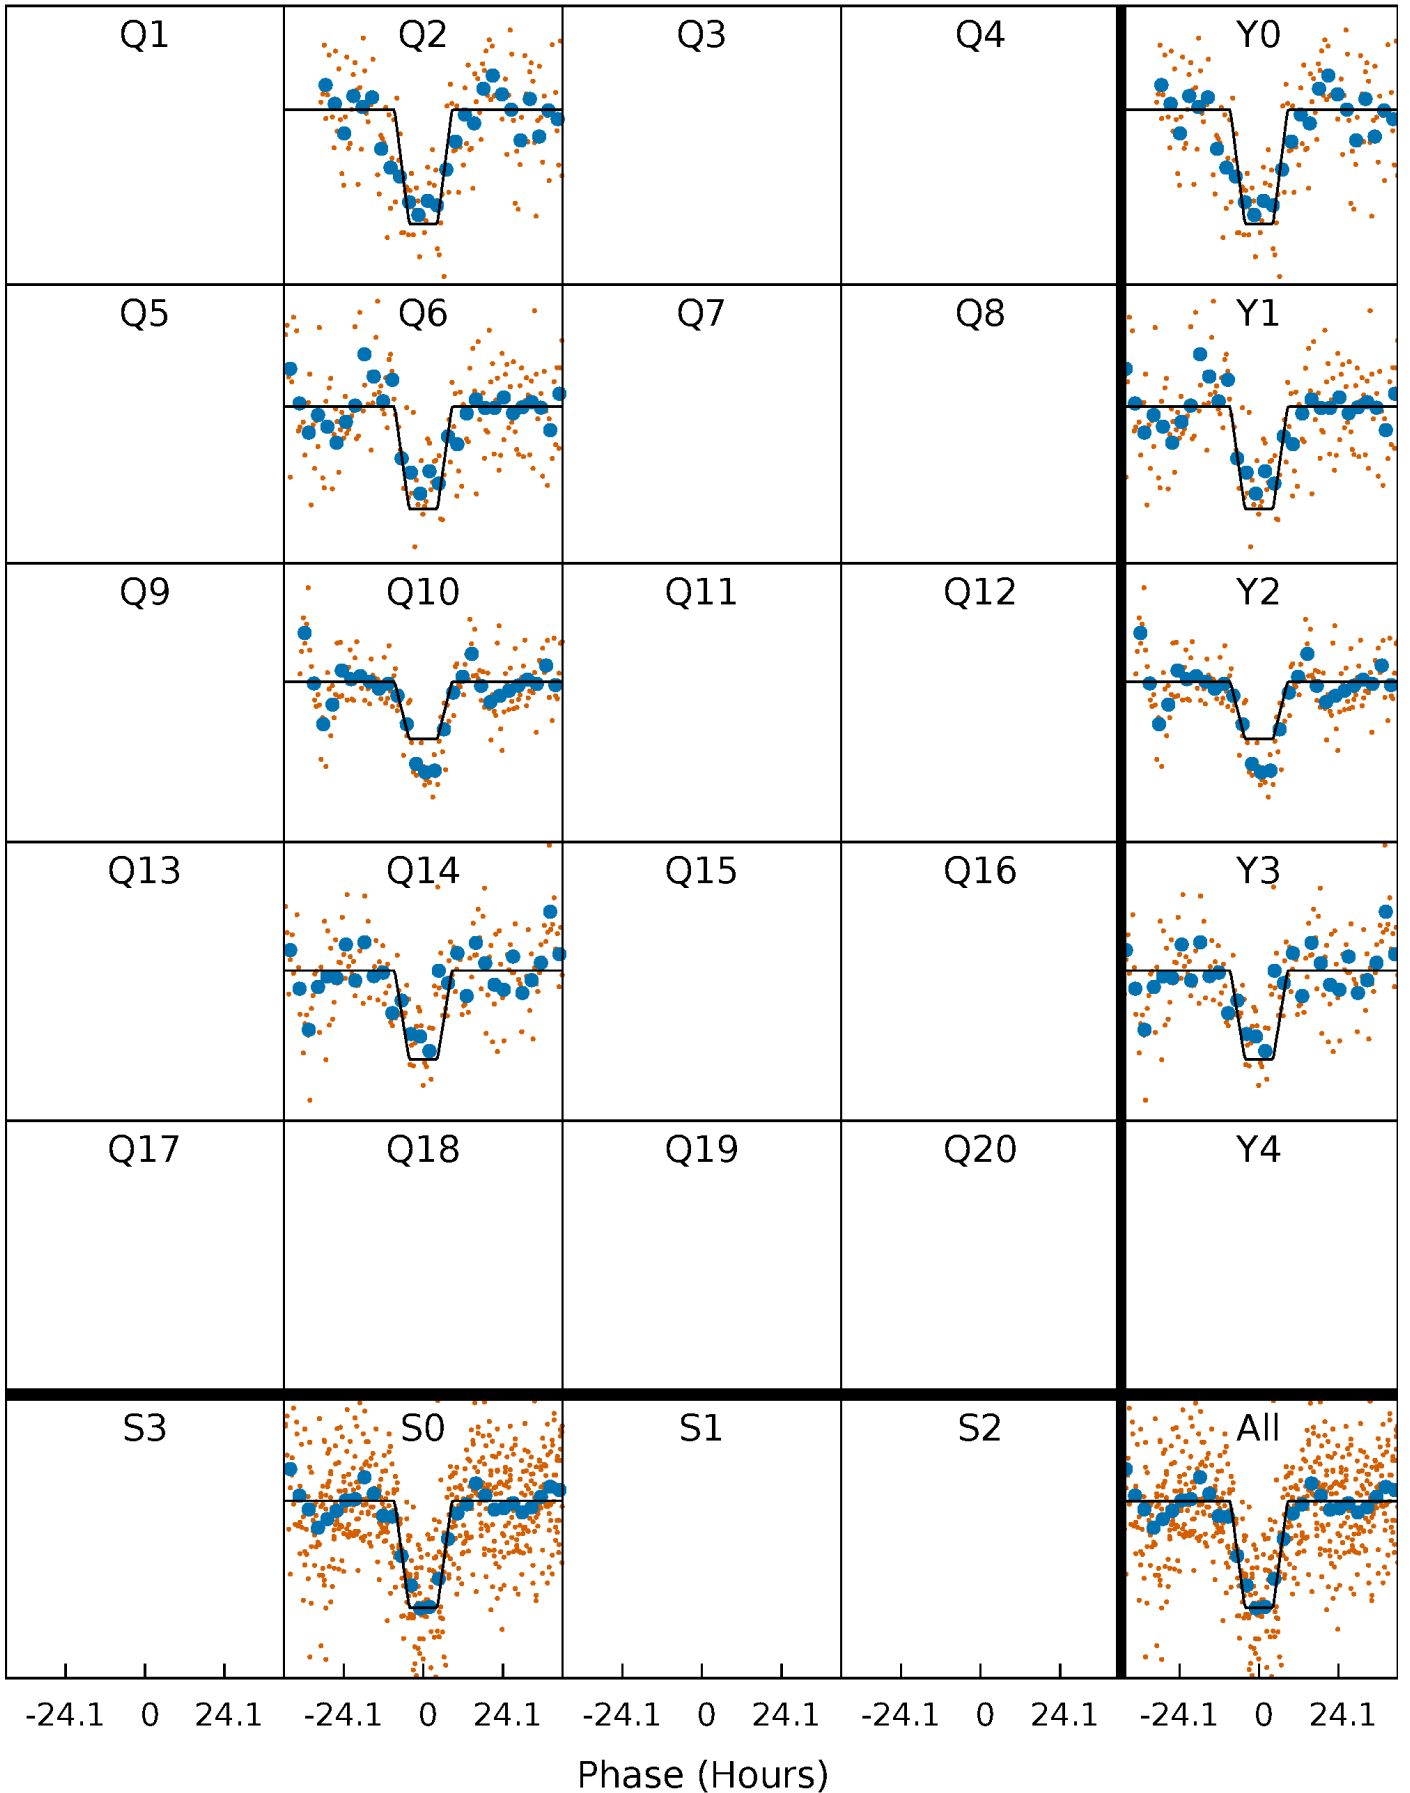 Q1 Q2 Q3 Q4 Y0
Q5 Q6 Q7 Q8 Y1
Q9 Q10 Q11 Q12 Y2
Q13 Q14 Q15 Q16 Y3
Q17 Q18 Q19 Q20 Y4
S3 S0 S1 S2 All
-24.1 0 24.1 -24.1 0 24.1 -24.1 0 24.1 -24.1 0 24.1 -24.1 0 24.1
Phase (Hours)